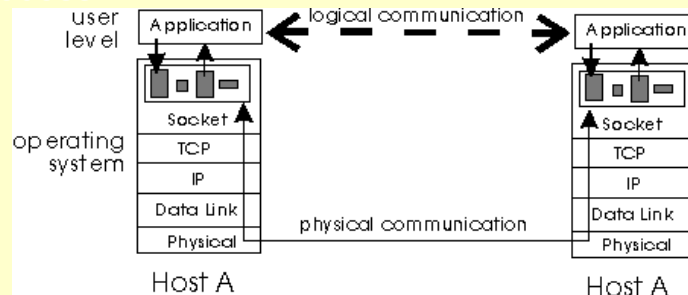 user
level
Application
logical communication
Application
operating
system
Socket
TCP
IP
Data Link
Physical
physical communication
Socket
TCP
IP
Data Link
Physical
Host A
Host A